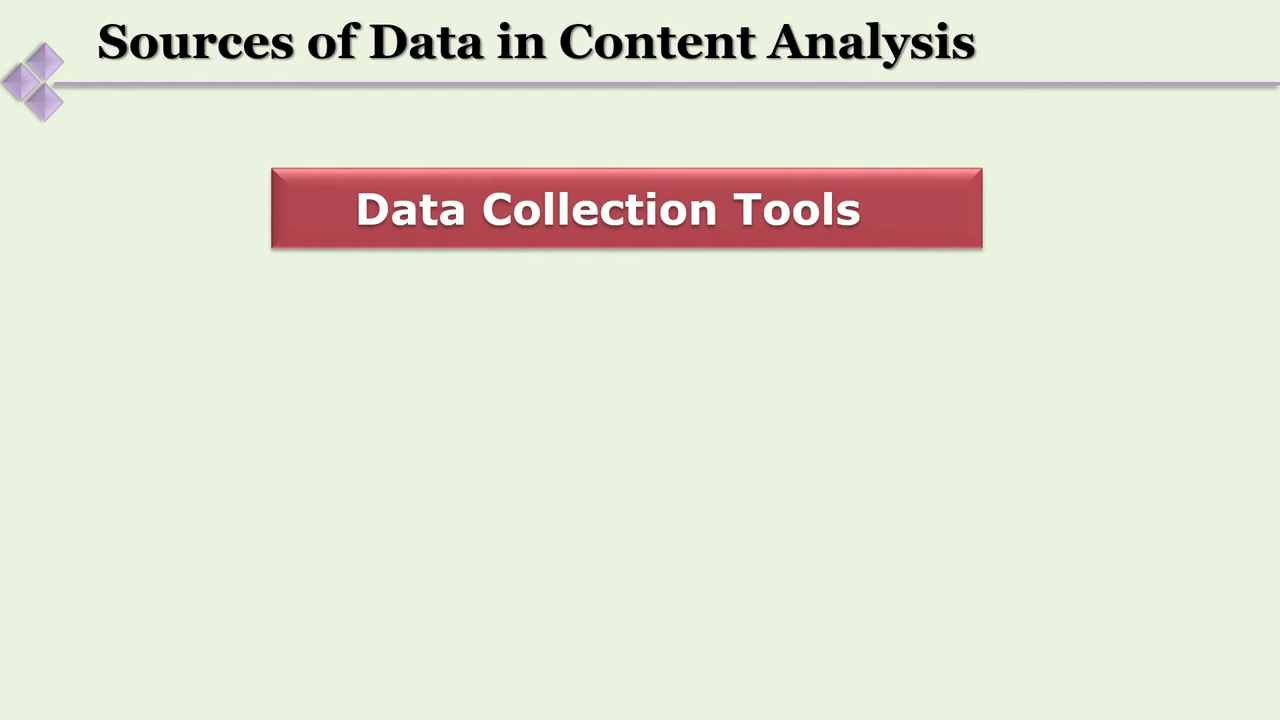 Sources of Data in Content Analysis
Data Collection Tools